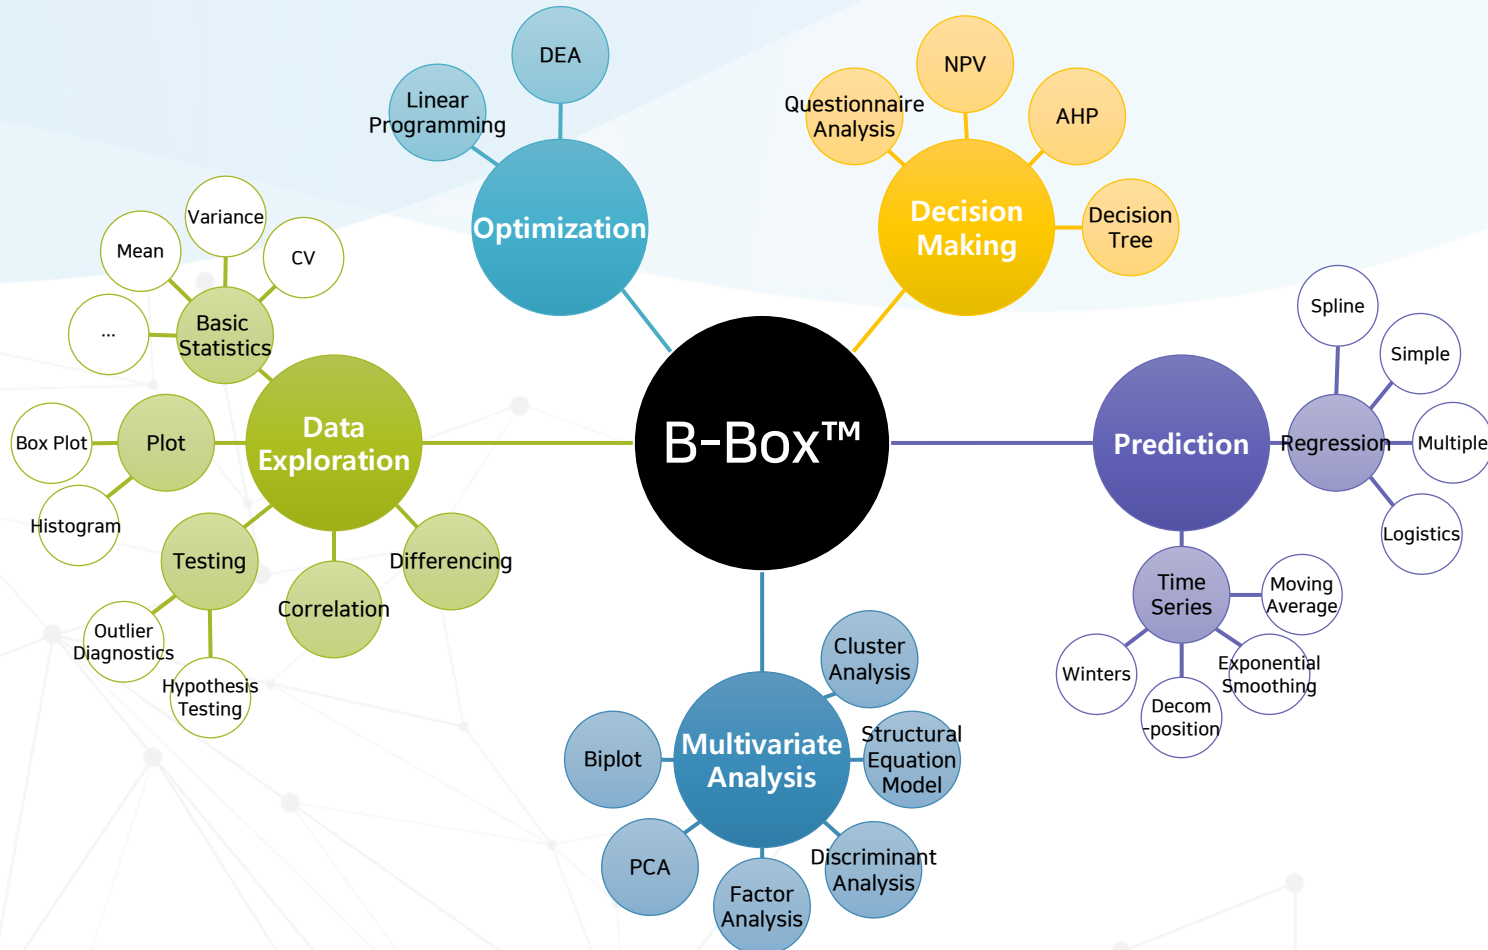 DEA
Linear
Programming
Optimization
NPV
Questionnaire
Analysis
AHP
Decision
Making
Decision
Tree
Variance
Mean
CV
...
Basic
Statistics
Box Plot
Plot
Histogram
Data
Exploration
Testing
Outlier
Diagnostics
Hypothesis
Testing
Correlation
Differencing
B-Box™
Prediction
Spline
Simple
Regression
Multiple
Logistics
Time
Series
Moving
Average
Winters
Exponential
Smoothing
Decom
-position
Cluster
Analysis
Multivariate
Analysis
Structural
Equation
Model
Biplot
PCA
Factor
Analysis
Discriminant
Analysis